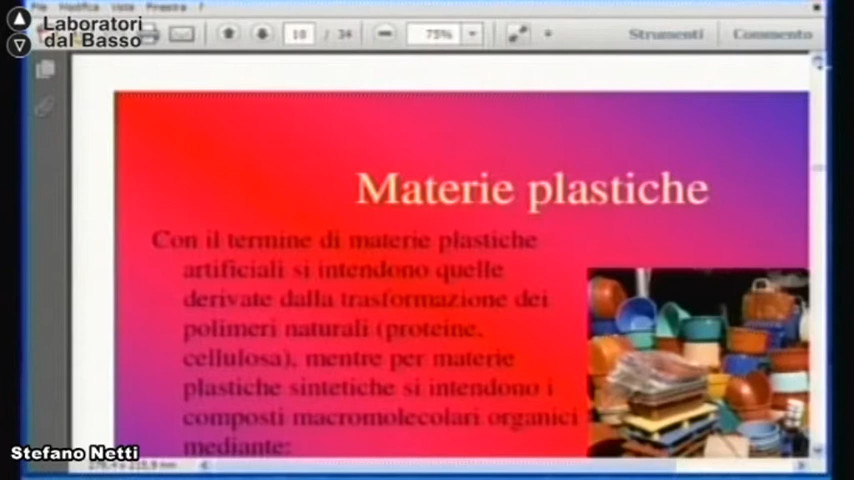 File Modifica Vista Finestra
Laboratori
dal Basso
10 / 34
75%
Strumenti
Commento
Materie plastiche
Con il termine di materie plastiche
artificiali si intendono quelle
derivate dalla trasformazione dei
polimeri naturali (proteine,
cellulosa), mentre per materie
plastiche sintetiche si intendono i
composti macromolecolari organici
mediante:
Stefano Netti